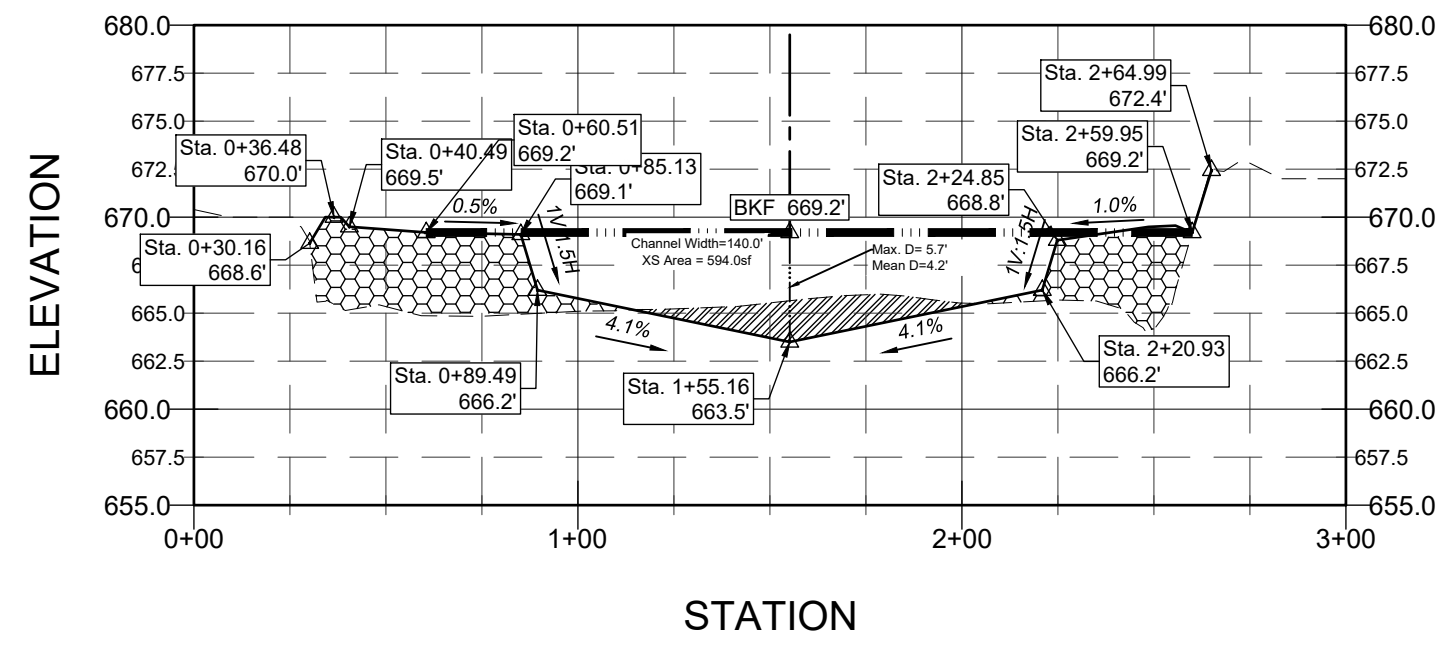 680.0
680.0
677.5
677.5
Sta. 2+64.99
672.4'
675.0
675.0
Sta. 0+60.51
669.2'
Sta. 2+59.95
669.2'
Sta. 0+36.48
670.0'
Sta. 0+40.49
669.5'
Sta. 0+85.13
669.1'
Sta. 2+24.85
668.8'
672.
672.5
BKF 669.2'
0.5%
1.0%
670.0
670.0
1V:1.5H
1V:1.5H
Sta. 0+30.16
668.6'
Channel Width=140.0'
XS Area = 594.0sf
Max. D= 5.7'
Mean D=4.2'
667.5
665.0
665.0
4.1%
4.1%
Sta. 0+89.49
666.2'
Sta. 1+55.16
663.5'
Sta. 2+20.93
666.2'
662.5
662.5
660.0
660.0
657.5
657.5
655.0
655.0
0+00
1+00
2+00
3+00
ELEVATION
STATION